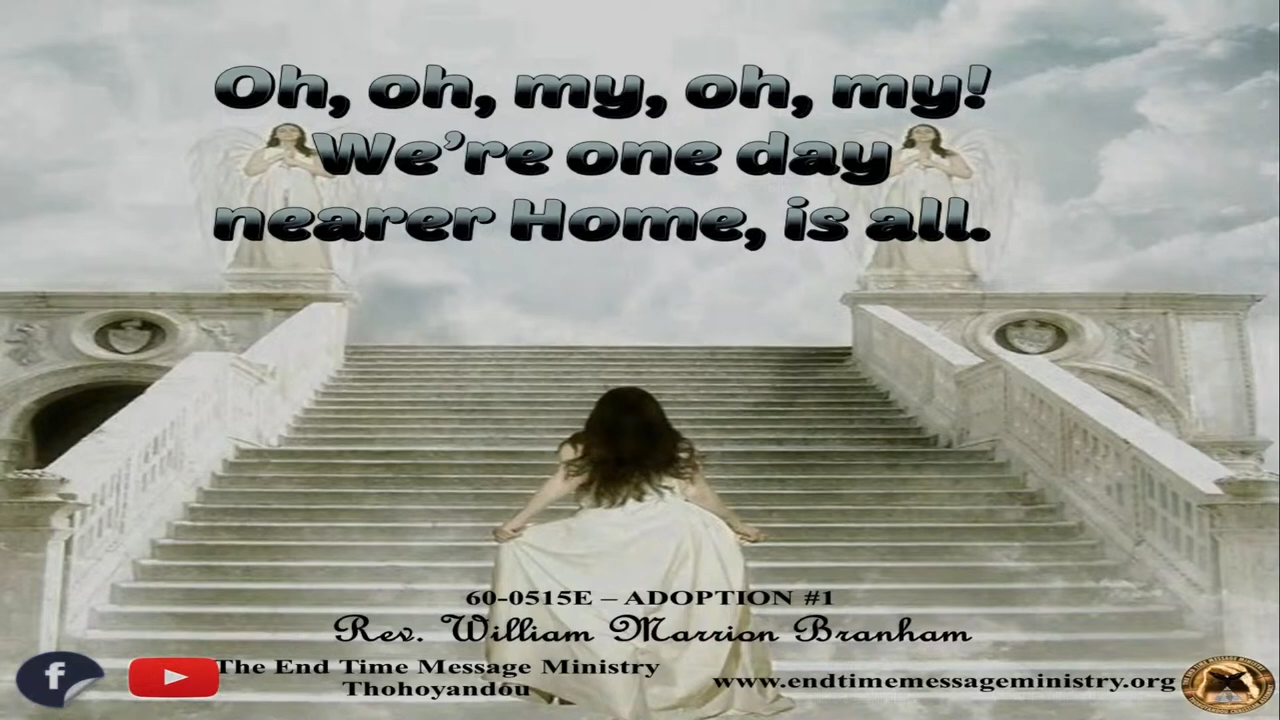 Oh, oh, my, oh, my!
We’re one day
nearer Home, is all.
60-0515E – ADOPTION #1
Rev. William Marrion Branham
f
The End Time Message Ministry
Thohoyandou
www.endtimemessageministry.org